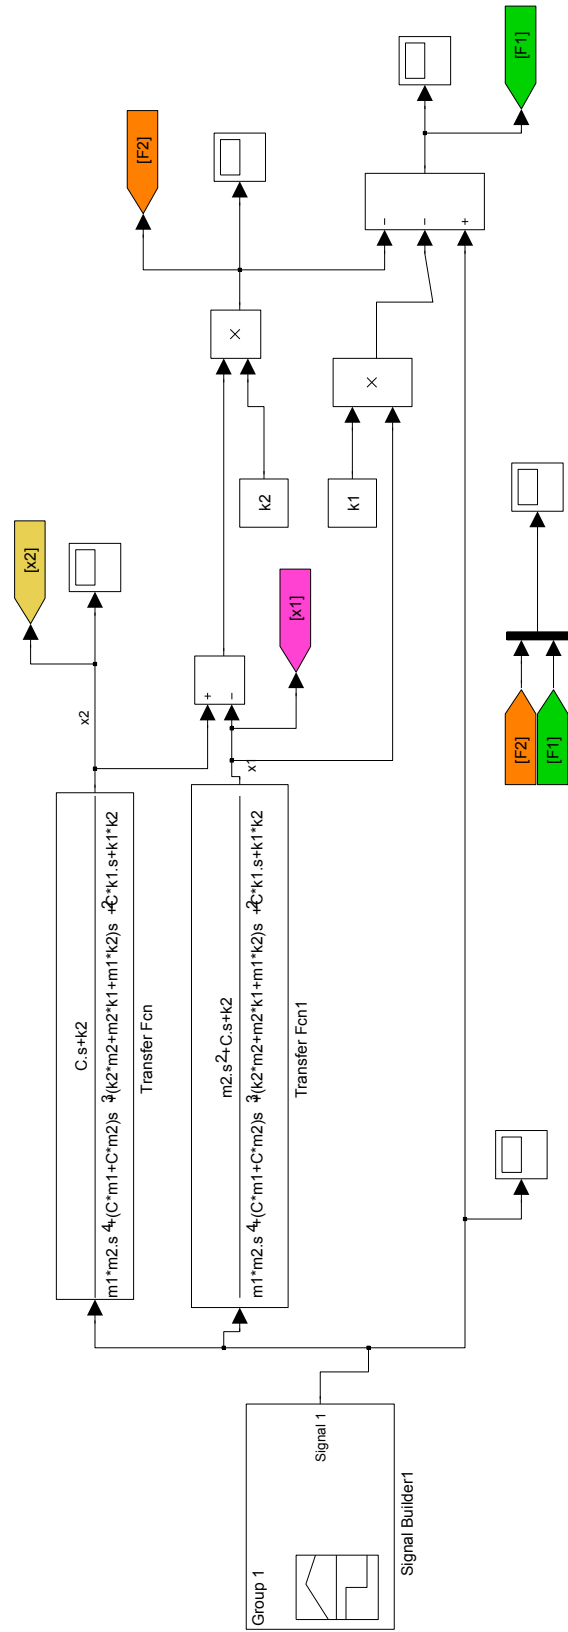 Group 1
Signal 1
Signal Builder1
C.s+k2
m1*m2.s4+(C*m1+C*m2)s3+(k2*m2+m2*k1+m1*k2)s2+C*k1.s+k1*k2
Transfer Fcn
m2.s2+C.s+k2
m1*m2.s4+(C*m1+C*m2)s3+(k2*m2+m2*k1+m1*k2)s2+C*k1.s+k1*k2
Transfer Fcn1
x2
x1
[x2]
+
−
[x1]
k2
k1
×
×
[F2]
−
−
+
[F1]
[F2]
[F1]